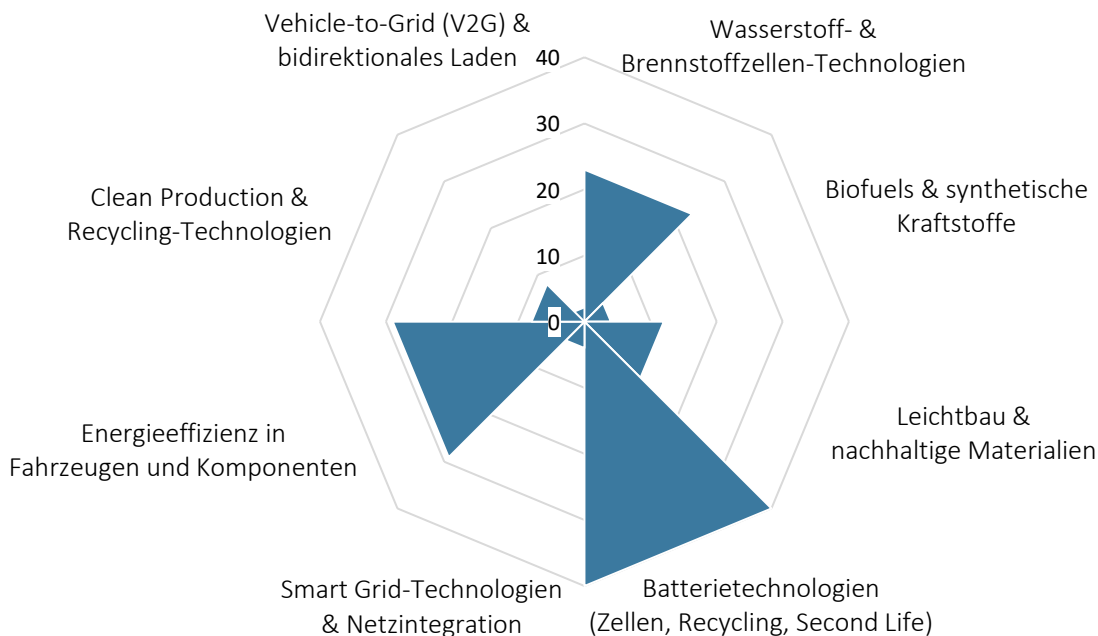 Vehicle-to-Grid (V2G) &
bidirektionales Laden
Wasserstoff- &
Brennstoffzellen-Technologien
Biofuels & synthetische
Kraftstoffe
Leichtbau &
nachhaltige Materialien
Batterietechnologien
(Zellen, Recycling, Second Life)
Smart Grid-Technologien
& Netzintegration
Energieeffizienz in
Fahrzeugen und Komponenten
Clean Production &
Recycling-Technologien
40
30
20
10
0